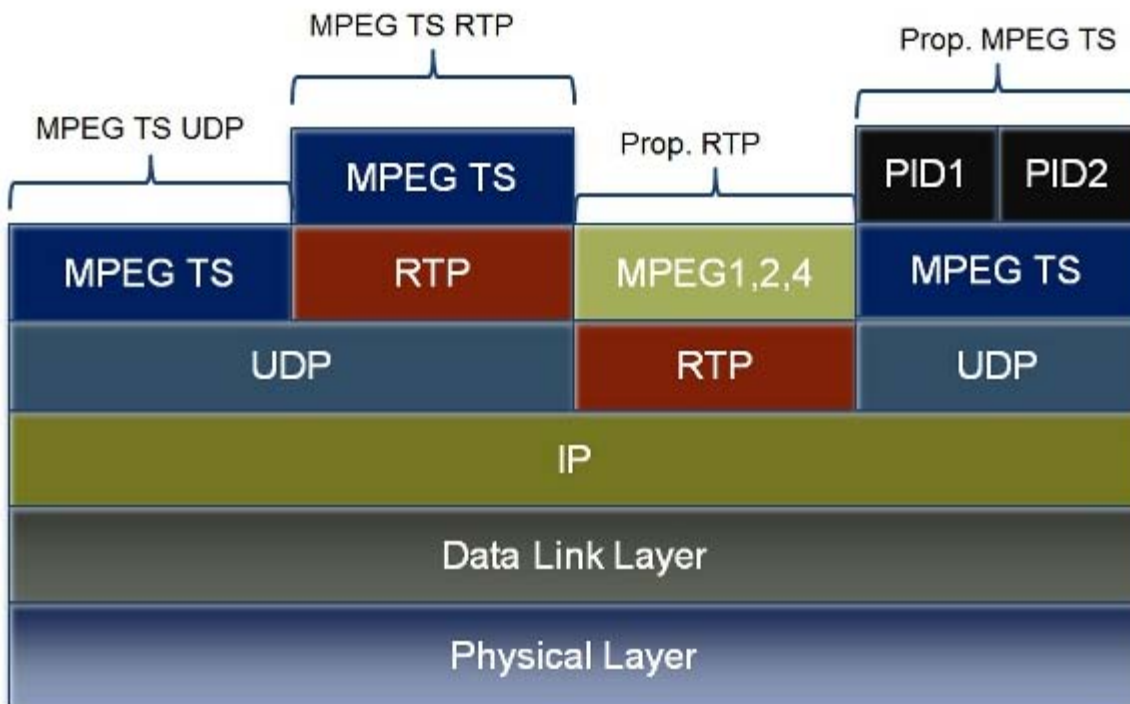 MPEG TS RTP
Prop. MPEG TS
MPEG TS UDP
Prop. RTP
MPEG TS
PID1
PID2
MPEG TS
RTP
MPEG1,2,4
MPEG TS
UDP
RTP
UDP
IP
Data Link Layer
Physical Layer